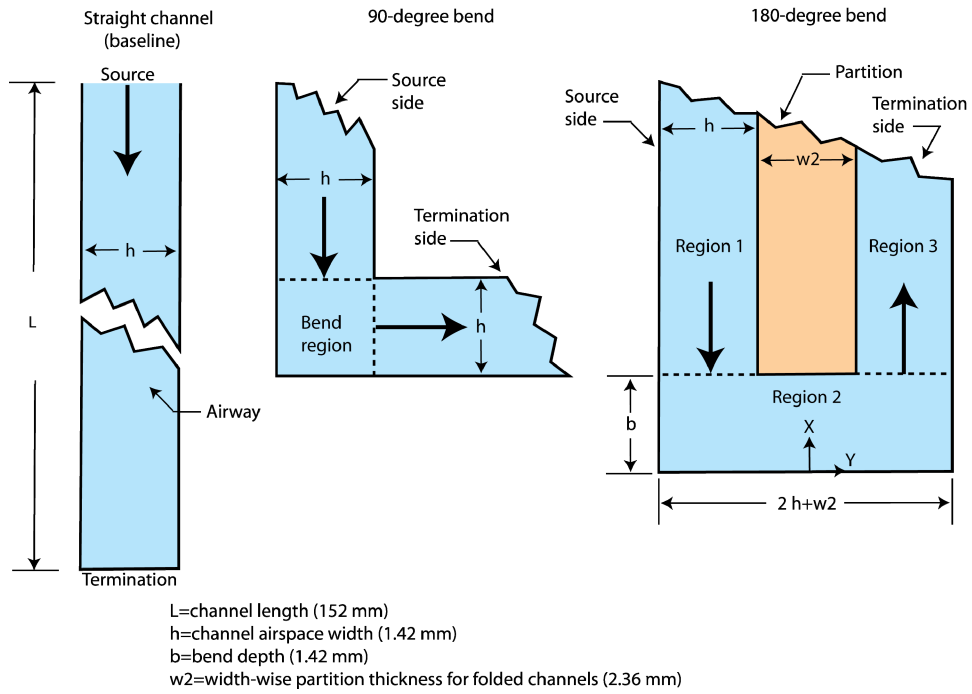 Straight channel
(baseline)
Source
h
L
Airway
Termination
90-degree bend
Source
side
h
Termination
side
Bend
region
h
180-degree bend
Partition
Source
side
Termination
side
h
w2
Region 1
Region 3
Region 2
b
X
Y
2 h+w2
L=channel length (152 mm)
h=channel airspace width (1.42 mm)
b=bend depth (1.42 mm)
w2=width-wise partition thickness for folded channels (2.36 mm)